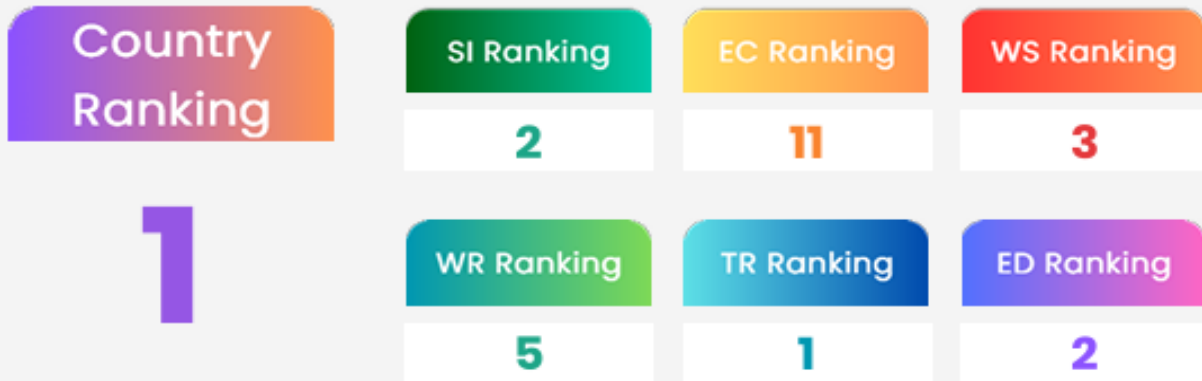 Country
Ranking
1
SI Ranking
2
EC Ranking
11
WS Ranking
3
WR Ranking
5
TR Ranking
1
ED Ranking
2